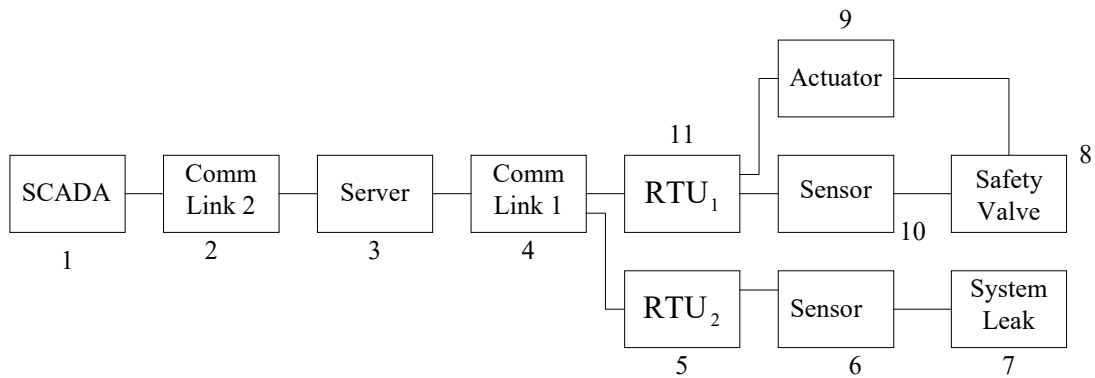 9
Actuator
11
8
SCADA
Comm
Link 2
Server
Comm
Link 1
RTU1
Sensor
Safety
Valve
1
2
3
4
10
RTU2
Sensor
System
Leak
5
6
7